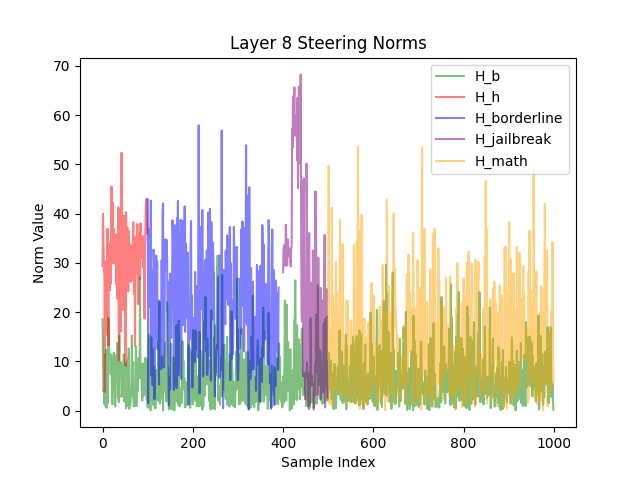 Layer 8 Steering Norms
Norm Value
70
60
50
40
30
20
10
0
H_b
H_h
H_borderline
H_jailbreak
H_math
0 200 400 600 800 1000
Sample Index